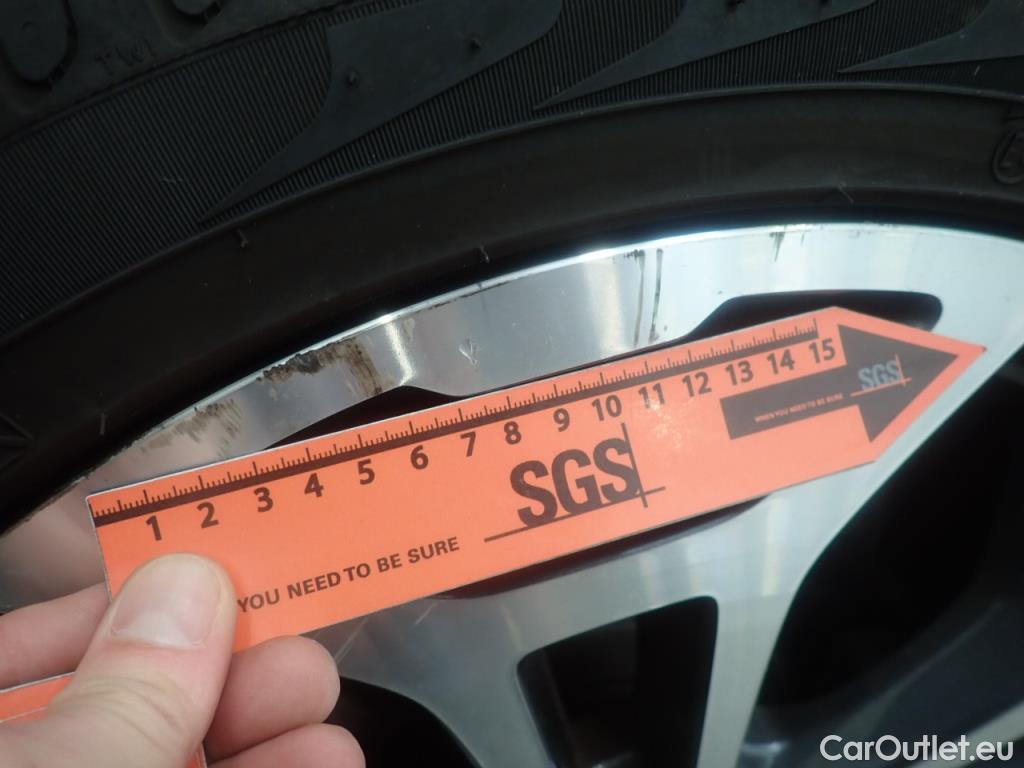 TWI
1 2 3 4 5 6 7 8 9 10 11 12 13 14 15
SGS
WHEN YOU NEED TO BE SURE
SGS
YOU NEED TO BE SURE
CarOutlet.eu